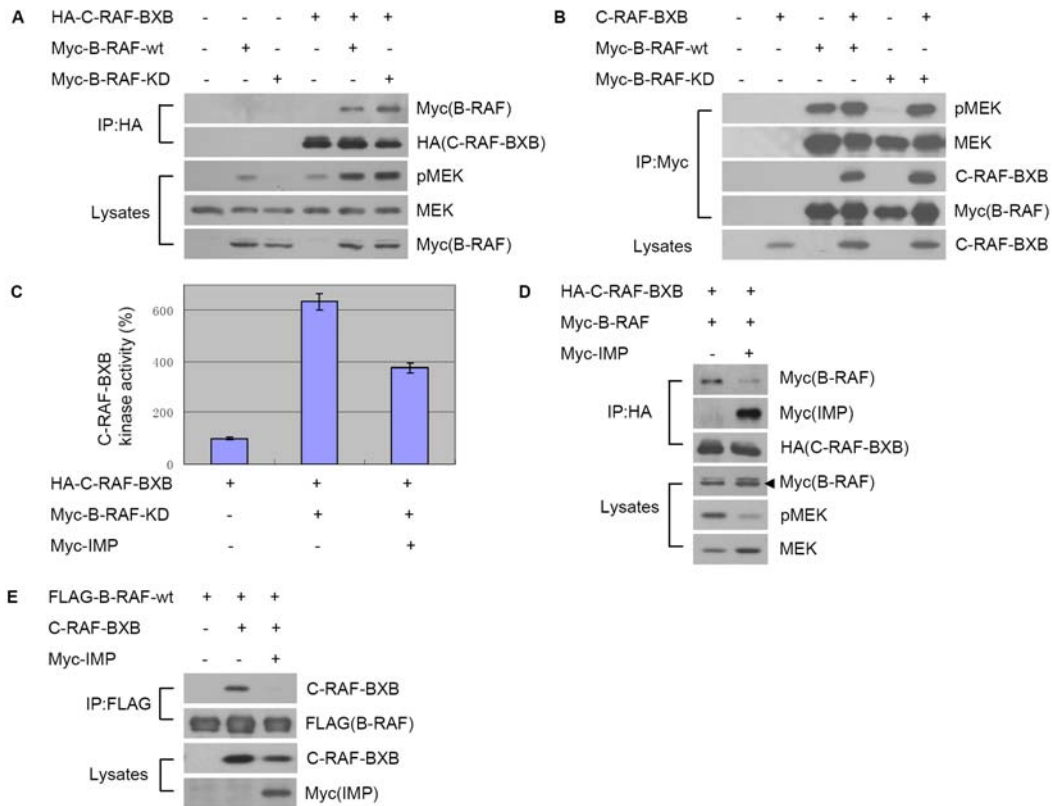 A
HA-C-RAF-BXB - - - + + +
Myc-B-RAF-wt - + - - + -
Myc-B-RAF-KD - - + - - +
IP:HA
Myc(B-RAF)
HA(C-RAF-BXB)
Lysates
pMEK
MEK
Myc(B-RAF)
B
C-RAF-BXB - + - + - +
Myc-B-RAF-wt - - + + - -
Myc-B-RAF-KD - - - - + +
IP:Myc
pMEK
MEK
C-RAF-BXB
Myc(B-RAF)
Lysates
C-RAF-BXB
C
C-RAF-BXB
kinase activity (%)
600
400
200
0
HA-C-RAF-BXB + + +
Myc-B-RAF-KD - + +
Myc-IMP - - +
D
HA-C-RAF-BXB + +
Myc-B-RAF + +
Myc-IMP - +
IP:HA
Myc(B-RAF)
Myc(IMP)
HA(C-RAF-BXB)
Lysates
Myc(B-RAF)
pMEK
MEK
E
FLAG-B-RAF-wt + + +
C-RAF-BXB - + +
Myc-IMP - - +
IP:FLAG
C-RAF-BXB
FLAG(B-RAF)
Lysates
C-RAF-BXB
Myc(IMP)